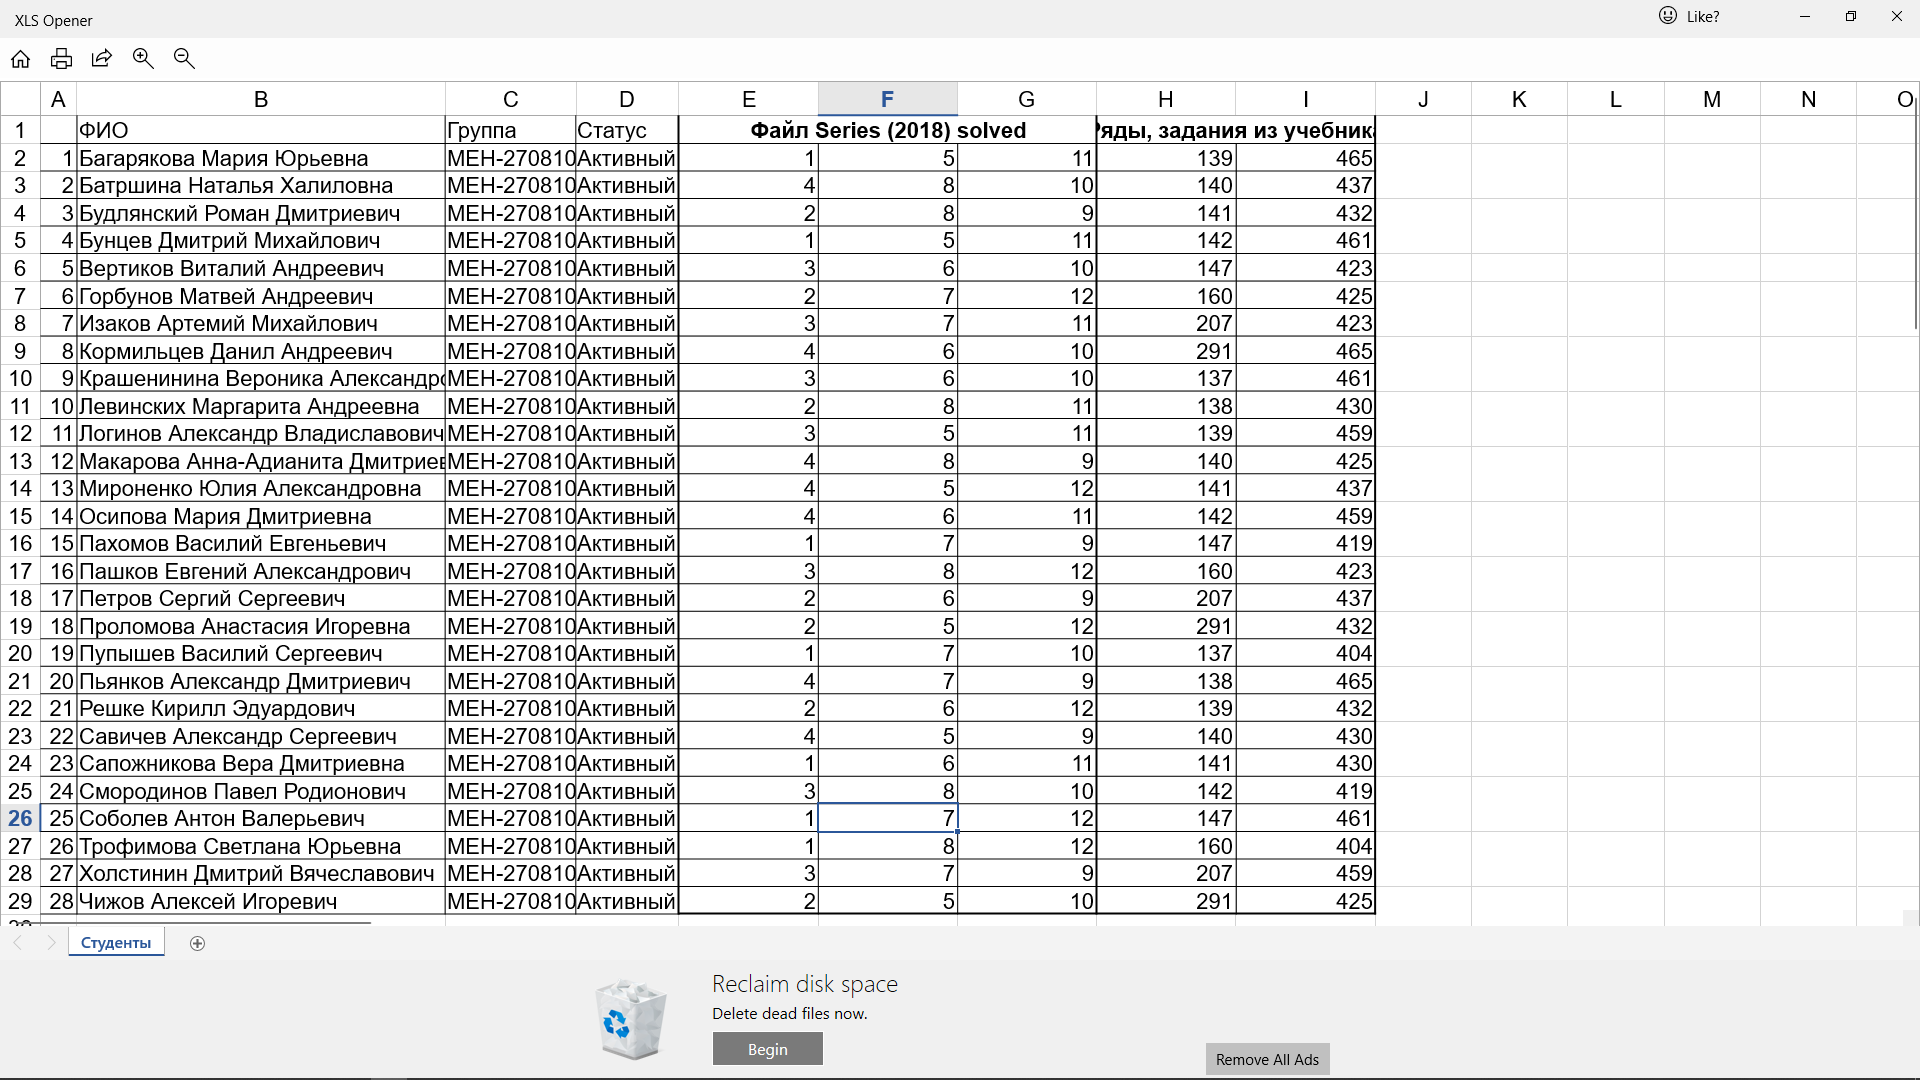 XLS Opener
Like?
A B C D E F G H I J K L M N O
1 ФИО Группа Статус Файл Series (2018) solved Ряды, задания из учебника
2 1 Багарякова Мария Юрьевна МЕН-270810 Активный 1 5 11 139 465
3 2 Батршина Наталья Халиловна МЕН-270810 Активный 4 8 10 140 437
4 3 Будлянский Роман Дмитриевич МЕН-270810 Активный 2 8 9 141 432
5 4 Бунцев Дмитрий Михайлович МЕН-270810 Активный 1 5 11 142 461
6 5 Вертиков Виталий Андреевич МЕН-270810 Активный 3 6 10 147 423
7 6 Горбунов Матвей Андреевич МЕН-270810 Активный 2 7 12 160 425
8 7 Изаков Артемий Михайлович МЕН-270810 Активный 3 7 11 207 423
9 8 Кормильцев Данил Андреевич МЕН-270810 Активный 4 6 10 291 465
10 9 Крашенинина Вероника Александро МЕН-270810 Активный 3 6 10 137 461
11 10 Левинских Маргарита Андреевна МЕН-270810 Активный 2 8 11 138 430
12 11 Логинов Александр Владиславович МЕН-270810 Активный 3 5 11 139 459
13 12 Макарова Анна-Адианита Дмитрие МЕН-270810 Активный 4 8 9 140 425
14 13 Мироненко Юлия Александровна МЕН-270810 Активный 4 5 12 141 437
15 14 Осипова Мария Дмитриевна МЕН-270810 Активный 4 6 11 142 459
16 15 Пахомов Василий Евгеньевич МЕН-270810 Активный 1 7 9 147 419
17 16 Пашков Евгений Александрович МЕН-270810 Активный 3 8 12 160 423
18 17 Петров Сергий Сергеевич МЕН-270810 Активный 2 6 9 207 437
19 18 Проломова Анастасия Игоревна МЕН-270810 Активный 2 5 12 291 432
20 19 Пупышев Василий Сергеевич МЕН-270810 Активный 1 7 10 137 404
21 20 Пьянков Александр Дмитриевич МЕН-270810 Активный 4 7 9 138 465
22 21 Решке Кирилл Эдуардович МЕН-270810 Активный 2 6 12 139 432
23 22 Савичев Александр Сергеевич МЕН-270810 Активный 4 5 9 140 430
24 23 Сапожникова Вера Дмитриевна МЕН-270810 Активный 1 6 11 141 430
25 24 Смородинов Павел Родионович МЕН-270810 Активный 3 8 10 142 419
26 25 Соболев Антон Валерьевич МЕН-270810 Активный 1 7 12 147 461
27 26 Трофимова Светлана Юрьевна МЕН-270810 Активный 1 8 12 160 404
28 27 Холстинин Дмитрий Вячеславович МЕН-270810 Активный 3 7 9 207 459
29 28 Чижов Алексей Игоревич МЕН-270810 Активный 2 5 10 291 425
Студенты
Reclaim disk space
Delete dead files now.
Begin
Remove All Ads